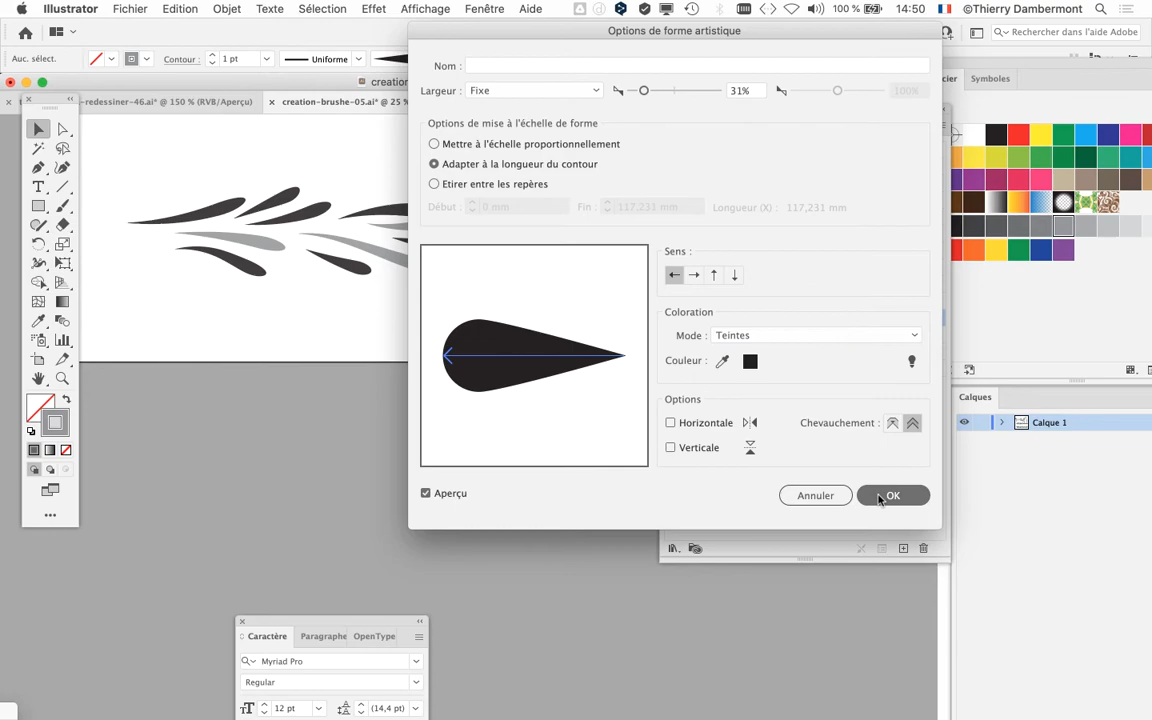 Illustrator Fichier Edition Objet Texte Sélection Effet Affichage Fenêtre Aide 100 % 14:50 ©Thierry Dambermont
Options de forme artistique
Rechercher dans l'aide Adobe
Auc. sélect. Contour : 1 pt Uniforme
Nom :
Largeur : Fixe 31% 100%
-redessiner-46.ai* @ 150 % (RVB/Aperçu)
creation-brushe-05.ai* @ 25 %
Symboles
Options de mise à l'échelle de forme
Mettre à l'échelle proportionnellement
Adapter à la longueur du contour
Etirer entre les repères
Début : 0 mm Fin : 117,231 mm Longueur (X) : 117,231 mm
Sens :
Coloration
Mode : Teintes
Couleur :
Options
Horizontale Chevauchement :
Verticale
Calques
Calque 1
Aperçu Annuler OK
Caractère Paragraphe OpenType
Myriad Pro
Regular
12 pt (14,4 pt)